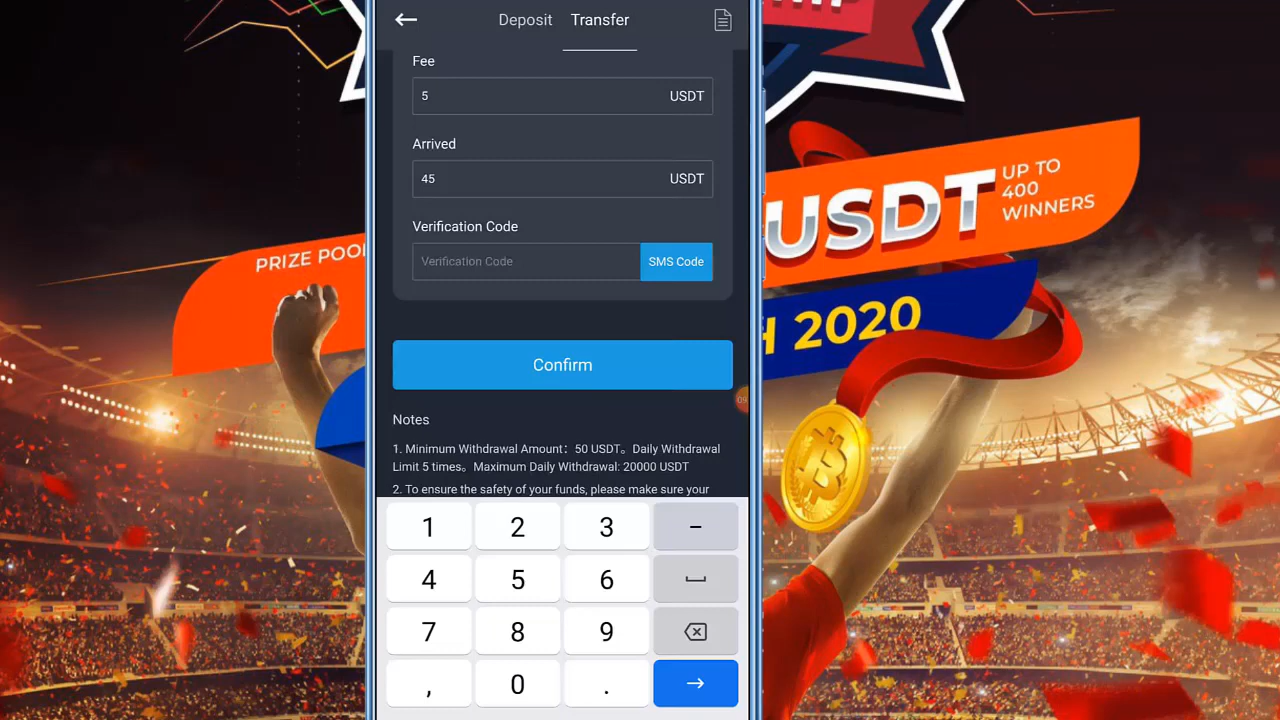 Deposit Transfer
Fee
5 USDT
Arrived
45 USDT
Verification Code
Verification Code SMS Code
Confirm
Notes
1. Minimum Withdrawal Amount：50 USDT。Daily Withdrawal
Limit 5 times。Maximum Daily Withdrawal: 20000 USDT
2. To ensure the safety of your funds, please make sure your
1 2 3 –
4 5 6
7 8 9
, 0 .
PRIZE POOL
USDT
UP TO
400
WINNERS
H 2020